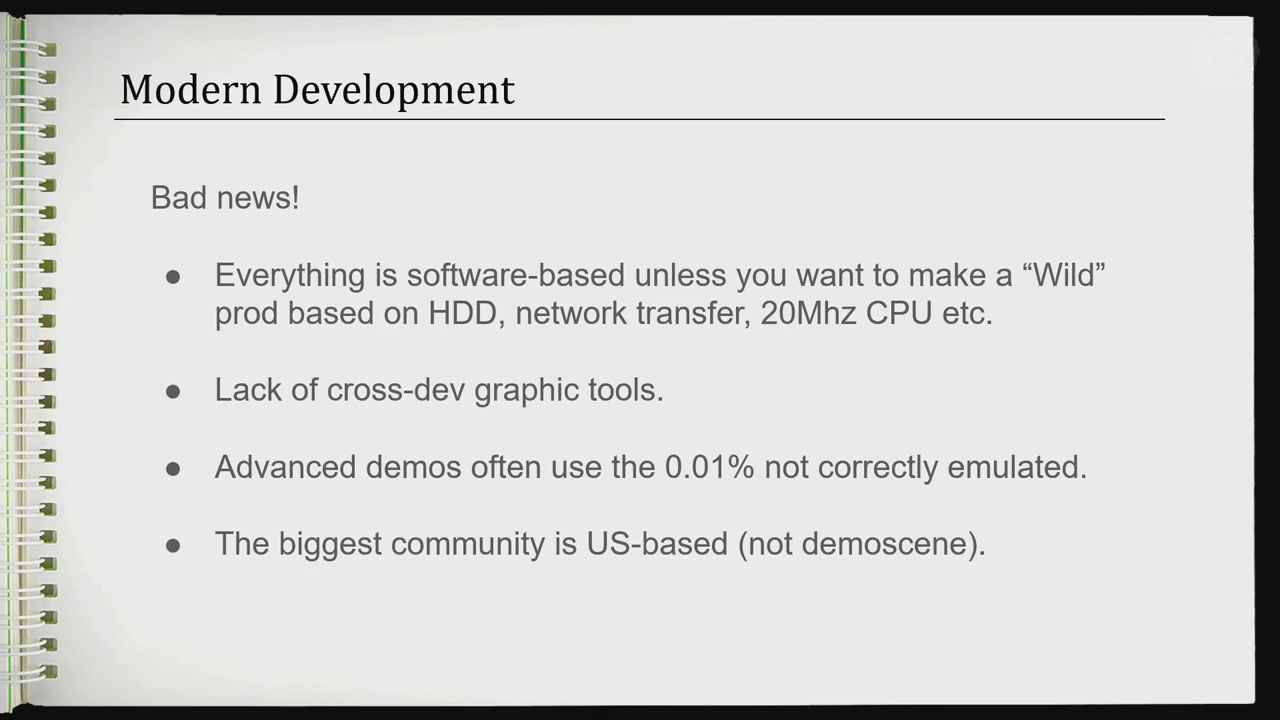 Modern Development
Bad news!
● Everything is software-based unless you want to make a “Wild”
prod based on HDD, network transfer, 20Mhz CPU etc.
● Lack of cross-dev graphic tools.
● Advanced demos often use the 0.01% not correctly emulated.
● The biggest community is US-based (not demoscene).